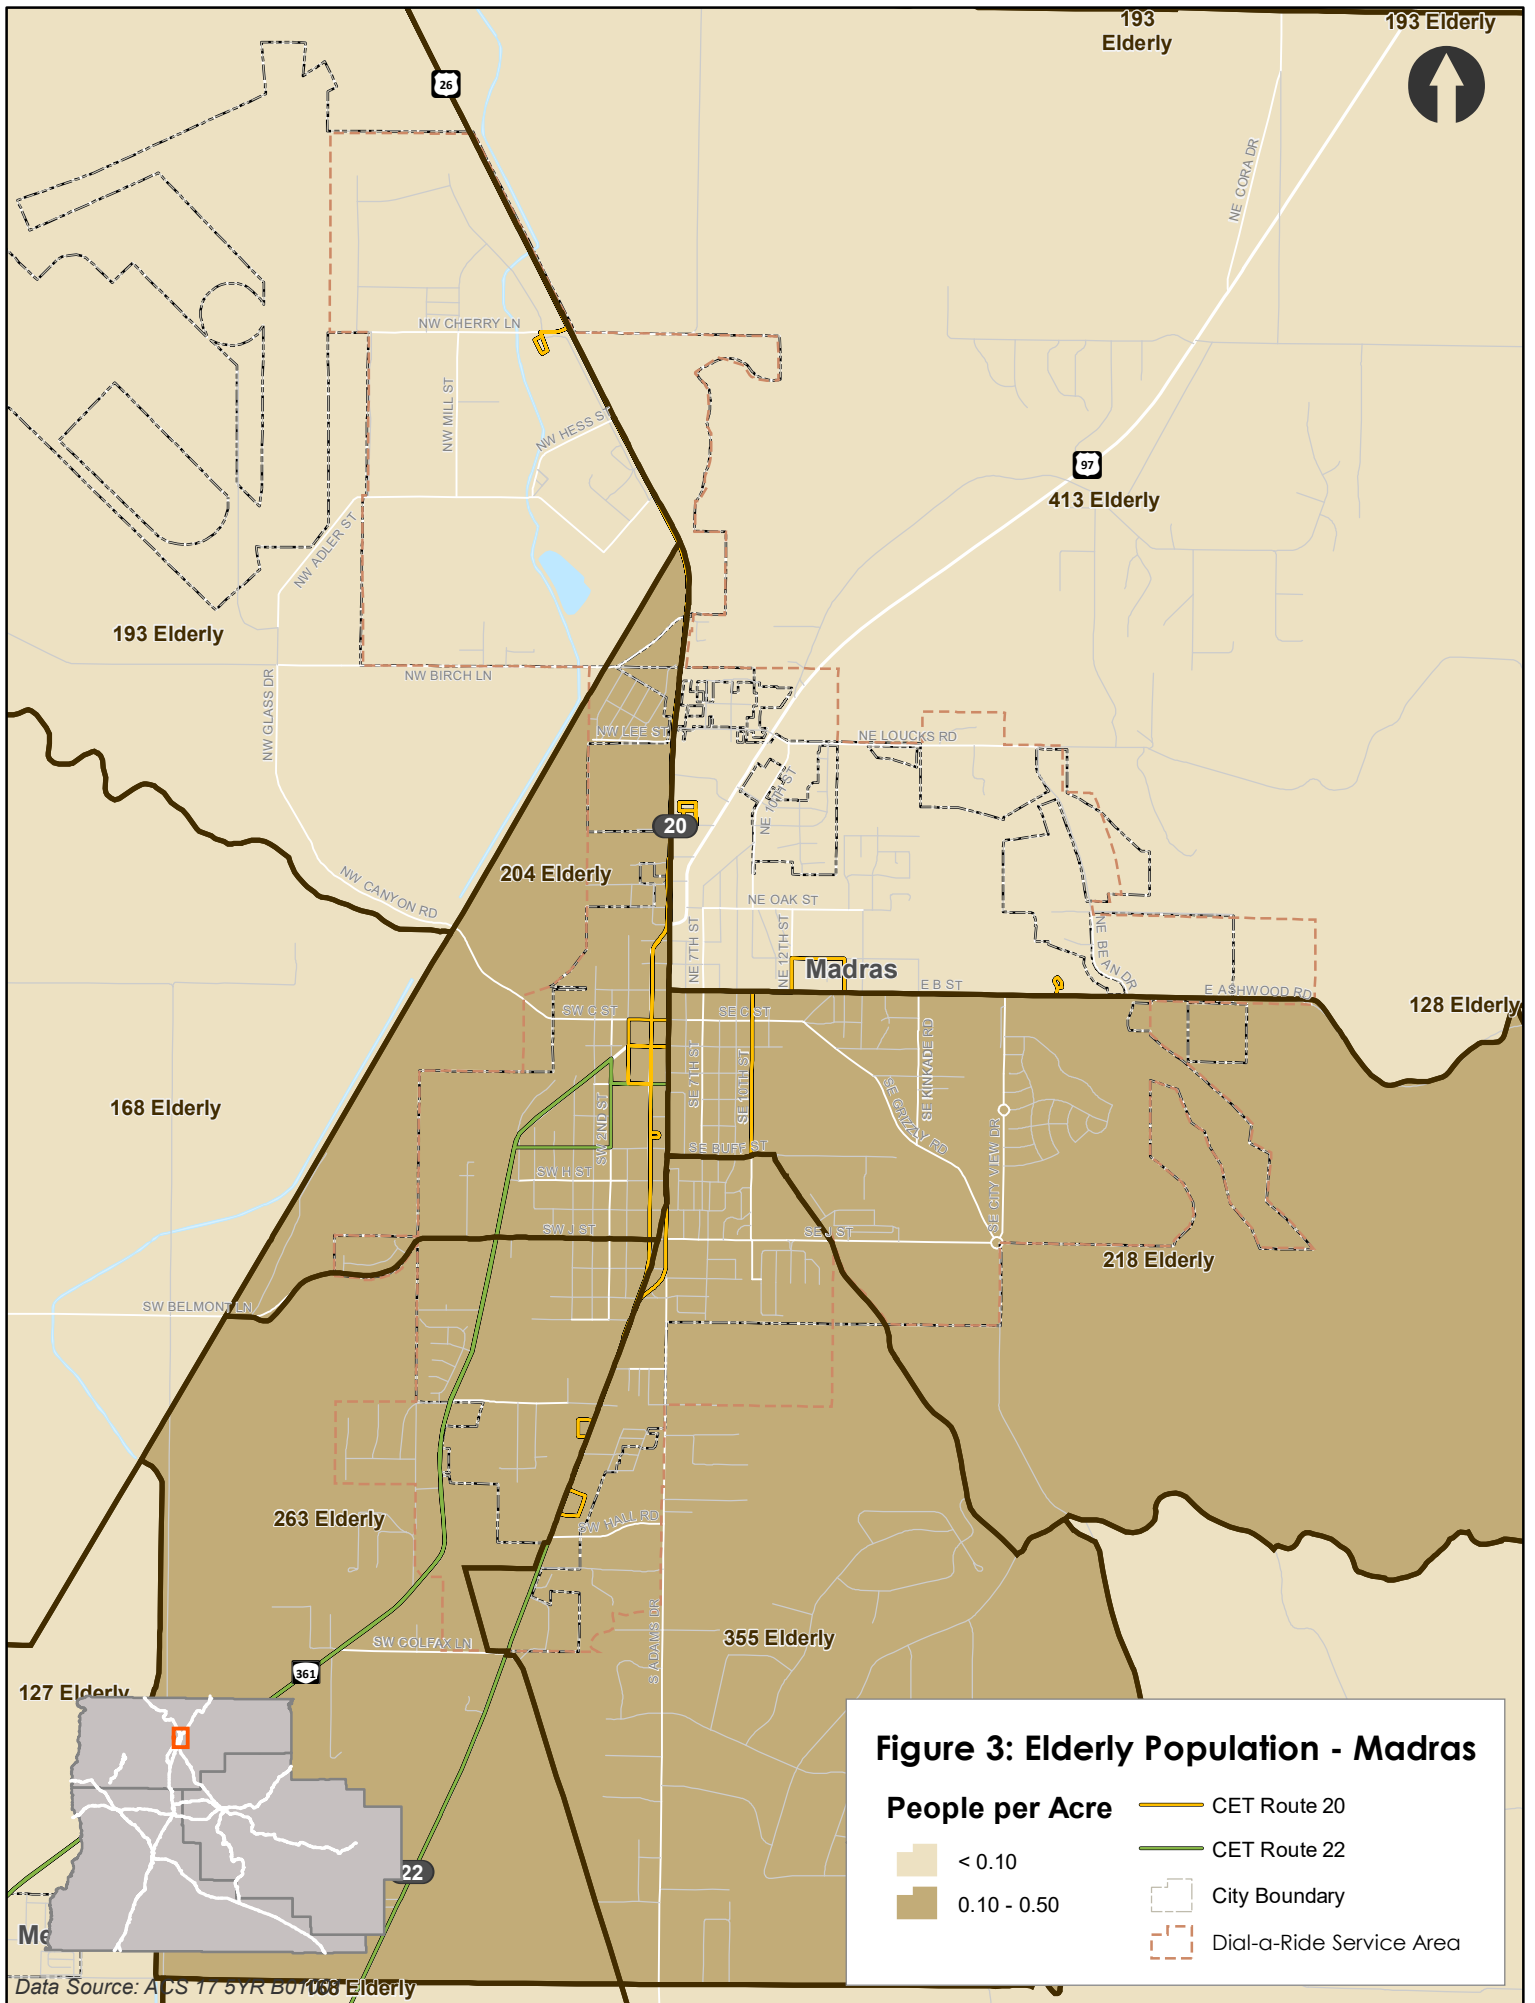 193
Elderly
193 Elderly
26
NE CORA DR
NW CHERRY LN
NW MILL ST
NW HESS ST
97
413 Elderly
NW ADLER ST
193 Elderly
NW BIRCH LN
NW GLASS DR
NW LEE ST
NE LOUCKS RD
NE 10TH ST
20
204 Elderly
NW CANYON RD
NE OAK ST
NE 7TH ST
NE 12TH ST
Madras
NE BEAN DR
E B ST
E ASHWOOD RD
128 Elderly
SW C ST
SE C ST
SE 7TH ST
SE 10TH ST
SE KINKADE RD
SE GRIZZLY RD
168 Elderly
SW 2ND ST
SE BUFF ST
SE CITY VIEW DR
SW H ST
SW J ST
SE J ST
218 Elderly
SW BELMONT LN
263 Elderly
SW HALL RD
S ADAMS DR
355 Elderly
SW COLFAX LN
361
127 Elderly
22
Me
168 Elderly
Data Source: ACS 17 5YR
Figure 3: Elderly Population - Madras
People per Acre
< 0.10
0.10 - 0.50
CET Route 20
CET Route 22
City Boundary
Dial-a-Ride Service Area